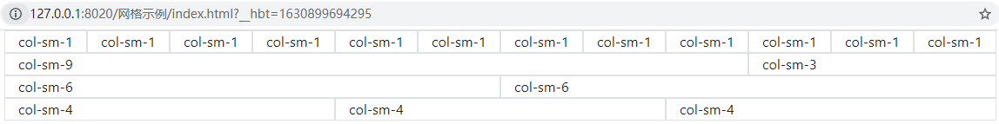 127.0.0.1:8020/网格示例/index.html?__hbt=1630899694295
col-sm-1 col-sm-1 col-sm-1 col-sm-1 col-sm-1 col-sm-1 col-sm-1 col-sm-1 col-sm-1 col-sm-1 col-sm-1 col-sm-1
col-sm-9 col-sm-3
col-sm-6 col-sm-6
col-sm-4 col-sm-4 col-sm-4